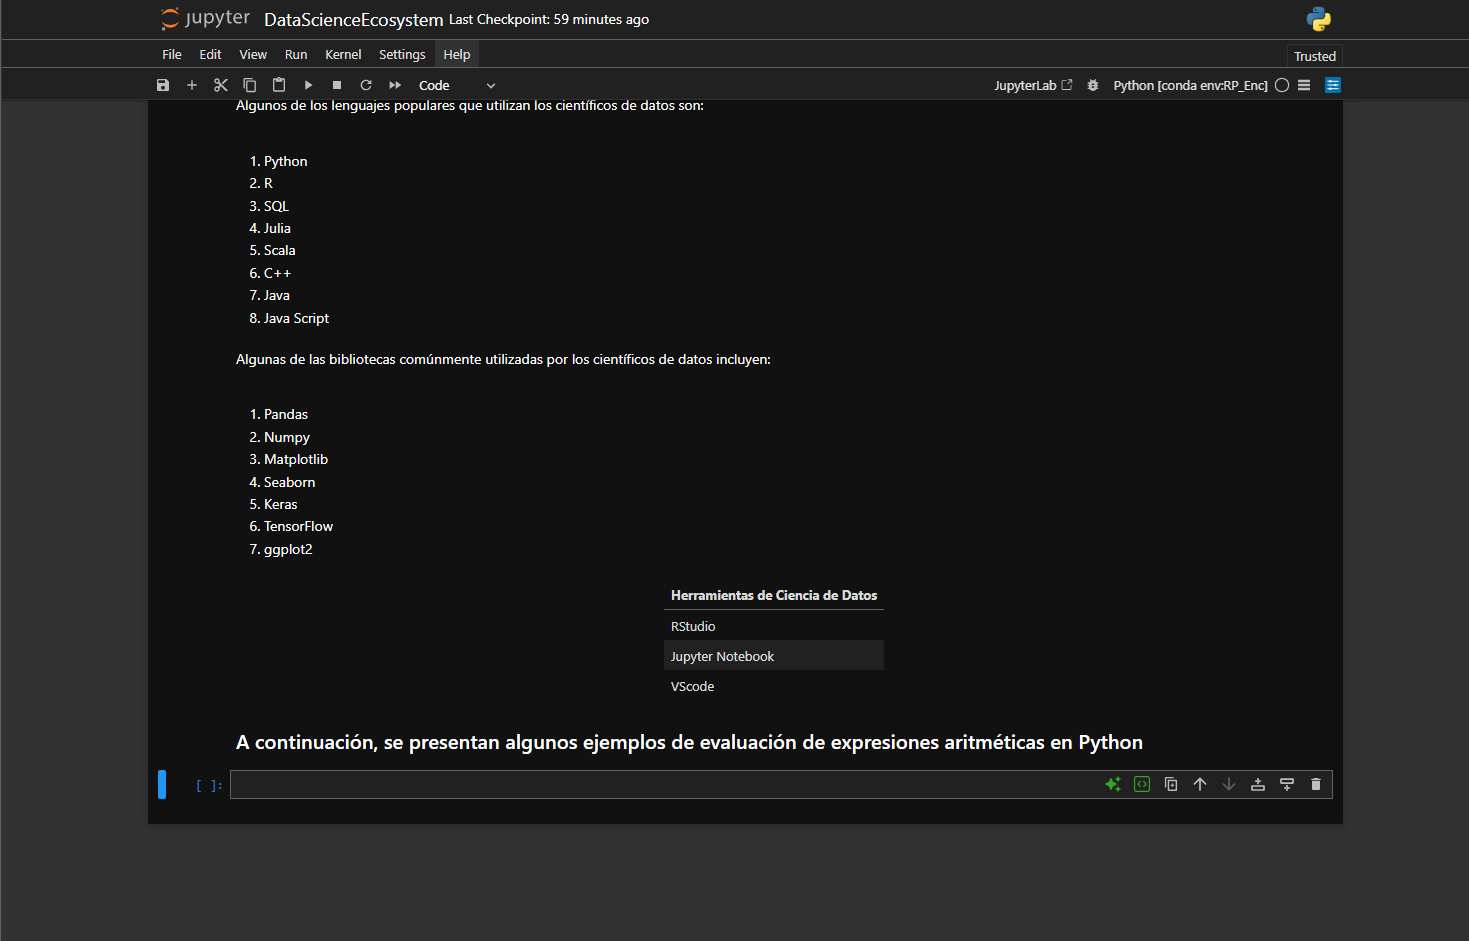 jupyter DataScienceEcosystem Last Checkpoint: 59 minutes ago
File Edit View Run Kernel Settings Help Trusted
Code JupyterLab Python [conda env:RP_Enc]
Algunos de los lenguajes populares que utilizan los científicos de datos son:
1. Python
2. R
3. SQL
4. Julia
5. Scala
6. C++
7. Java
8. Java Script
Algunas de las bibliotecas comúnmente utilizadas por los científicos de datos incluyen:
1. Pandas
2. Numpy
3. Matplotlib
4. Seaborn
5. Keras
6. TensorFlow
7. ggplot2
Herramientas de Ciencia de Datos
RStudio
Jupyter Notebook
VScode
A continuación, se presentan algunos ejemplos de evaluación de expresiones aritméticas en Python
[ ]: